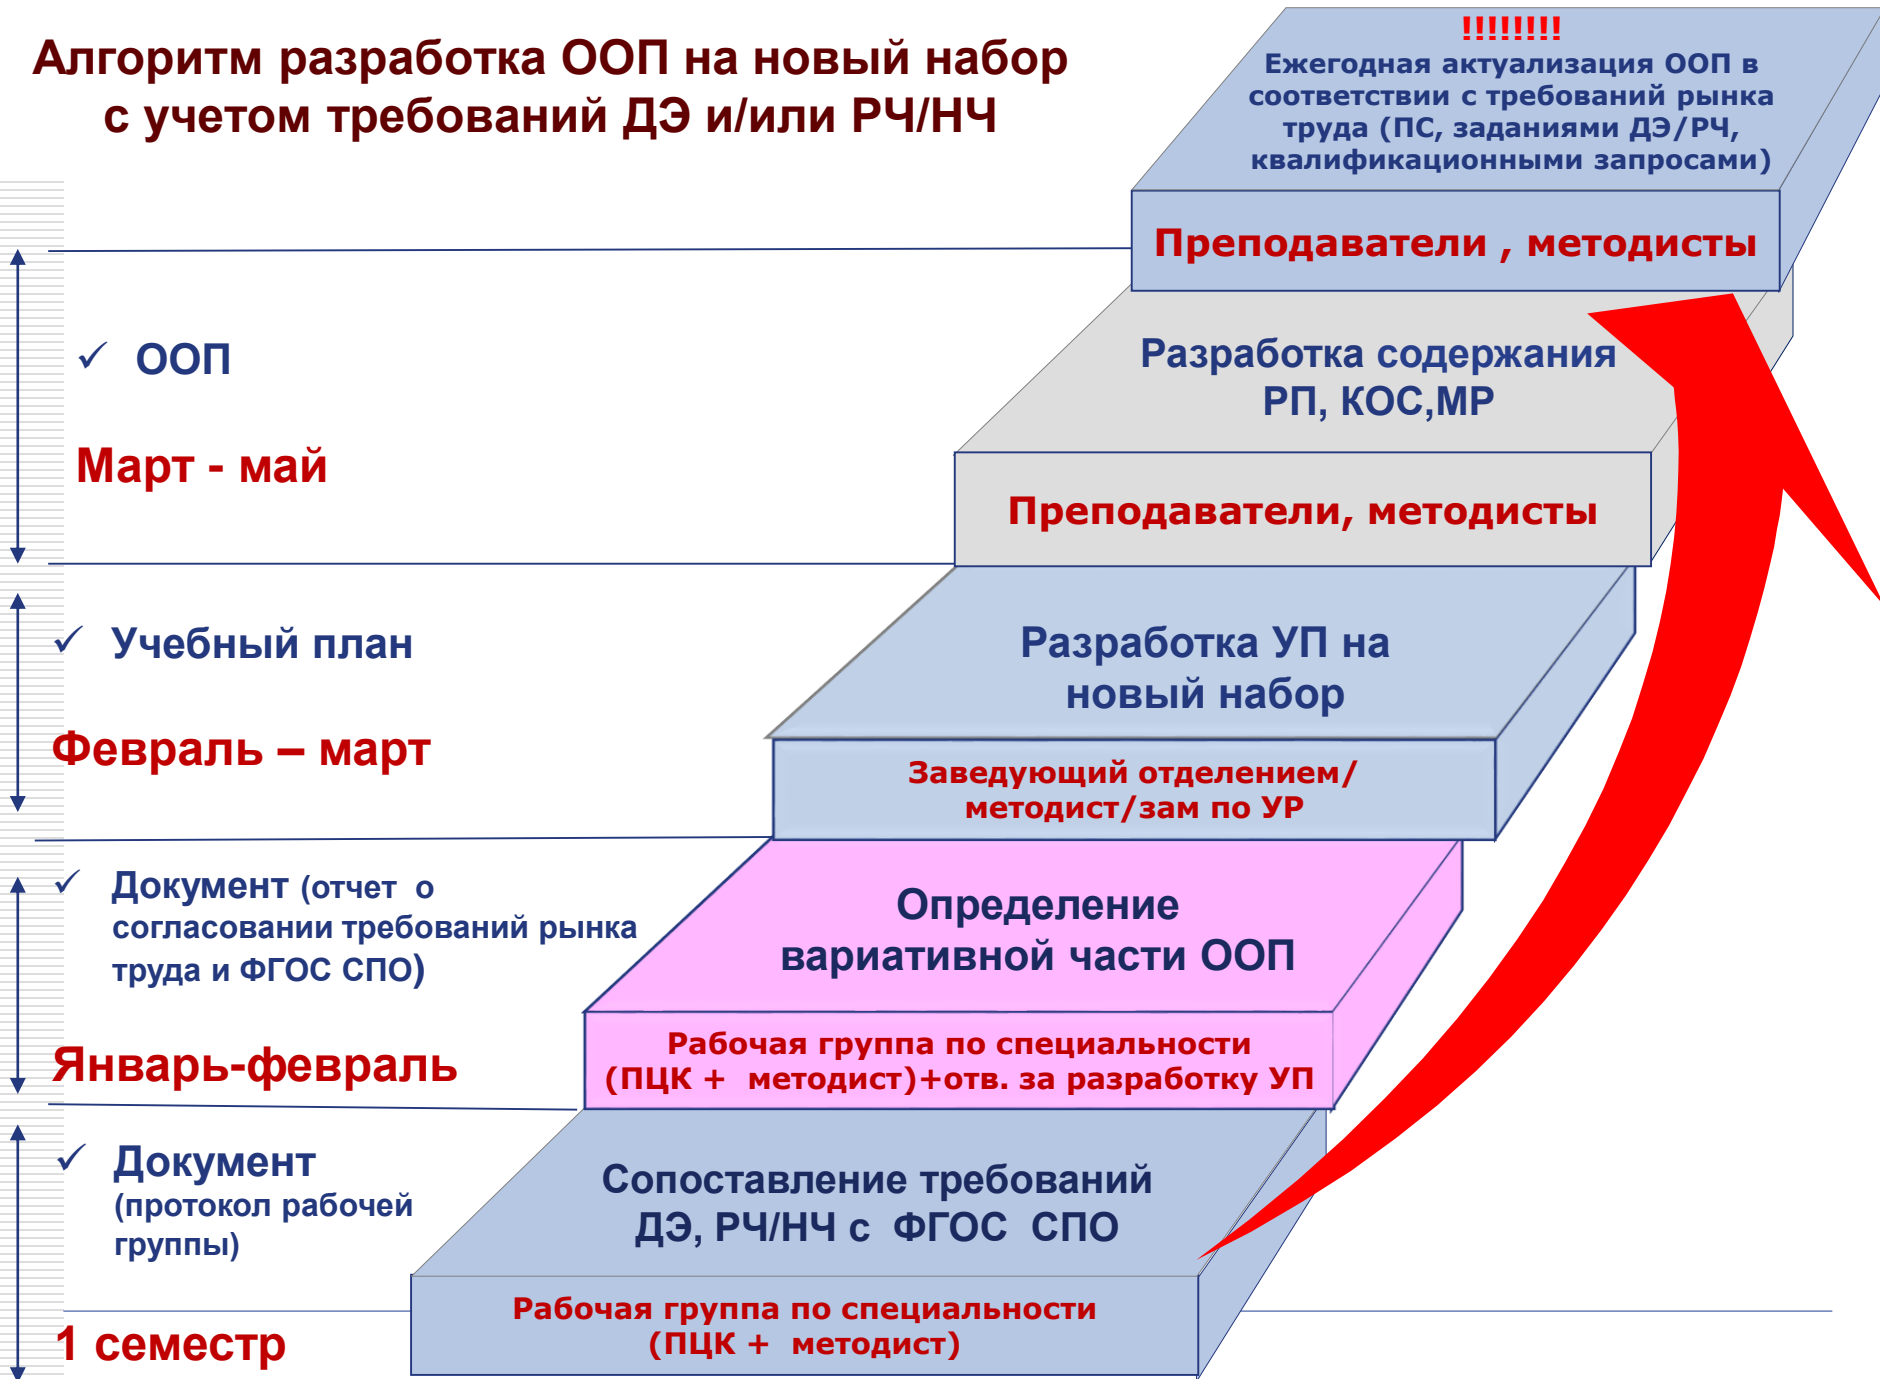 Алгоритм разработка ООП на новый набор
с учетом требований ДЭ и/или РЧ/НЧ
!!!!!!!!
Ежегодная актуализация ООП в
соответствии с требований рынка
труда (ПС, заданиями ДЭ/РЧ,
квалификационными запросами)
Преподаватели , методисты
✓ ООП
Март - май
Разработка содержания
РП, КОС,МР
Преподаватели, методисты
✓ Учебный план
Февраль – март
Разработка УП на
новый набор
Заведующий отделением/
методист/зам по УР
✓ Документ (отчет о
согласовании требований рынка
труда и ФГОС СПО)
Январь-февраль
Определение
вариативной части ООП
Рабочая группа по специальности
(ПЦК + методист)+отв. за разработку УП
✓ Документ
(протокол рабочей
группы)
1 семестр
Сопоставление требований
ДЭ, РЧ/НЧ с ФГОС СПО
Рабочая группа по специальности
(ПЦК + методист)